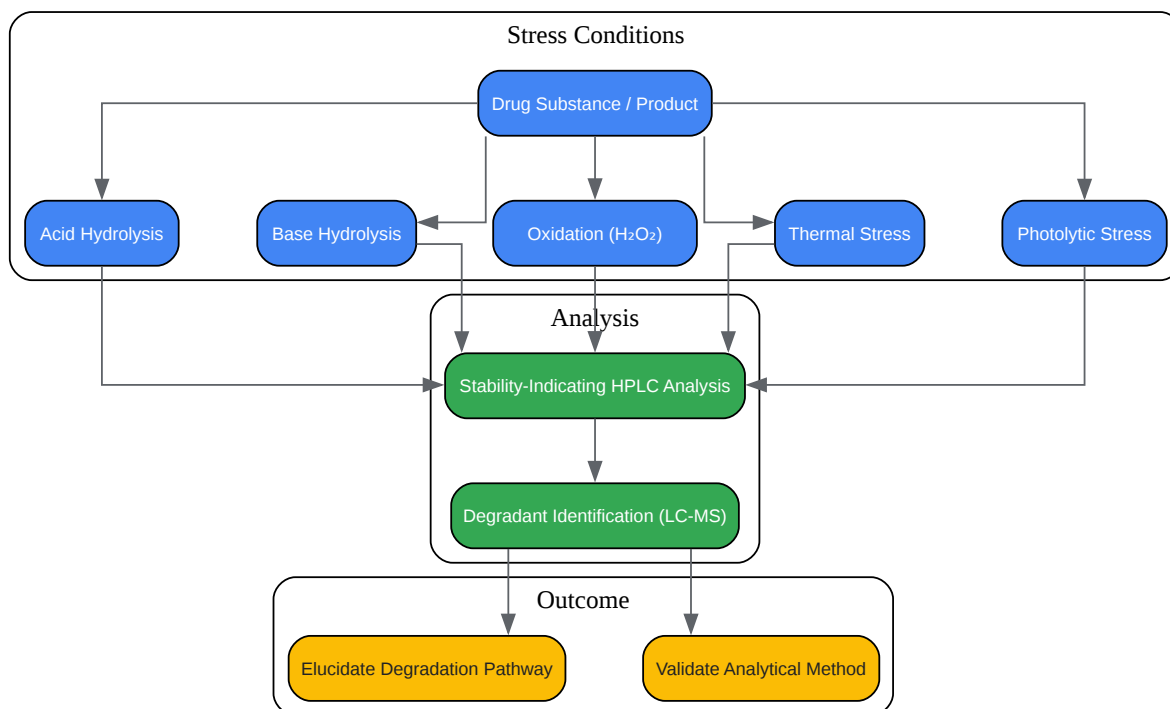 Stress Conditions
Drug Substance / Product
Acid Hydrolysis
Base Hydrolysis
Oxidation (H₂O₂)
Thermal Stress
Photolytic Stress
Analysis
Stability-Indicating HPLC Analysis
Degradant Identification (LC-MS)
Outcome
Elucidate Degradation Pathway
Validate Analytical Method